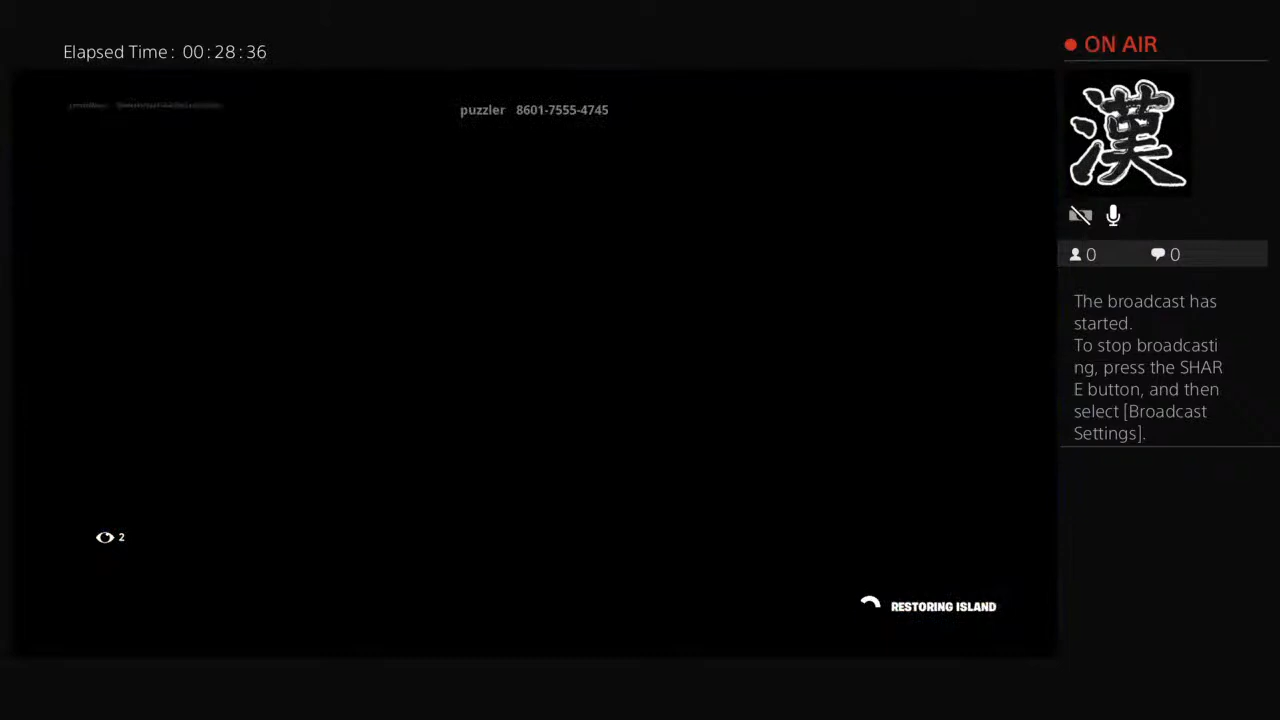 Elapsed Time: 00:28:36
ON AIR
puzzler 8601-7555-4745
漢
0 0
The broadcast has
started.
To stop broadcasti
ng, press the SHAR
E button, and then
select [Broadcast
Settings].
2
RESTORING ISLAND